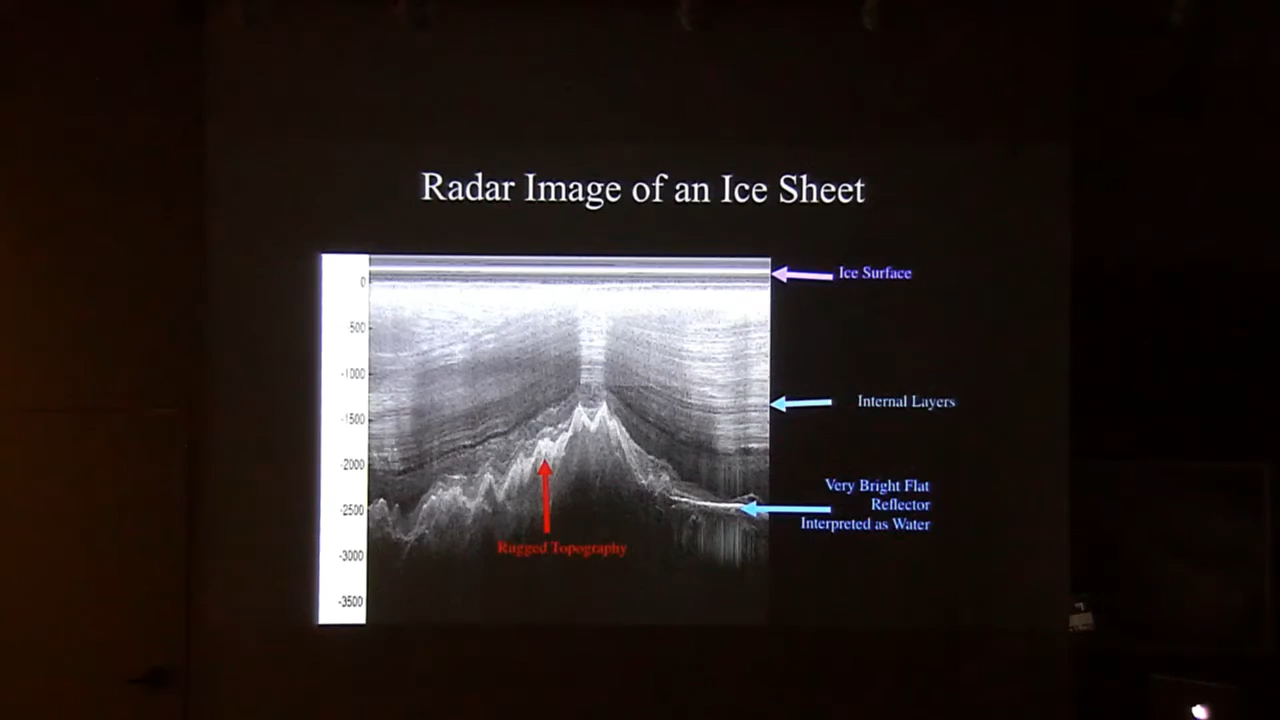 Radar Image of an Ice Sheet
Ice Surface
0
500
-1000
Internal Layers
-1500
-2000
Very Bright Flat
Reflector
-2500
Interpreted as Water
Rugged Topography
-3000
-3500